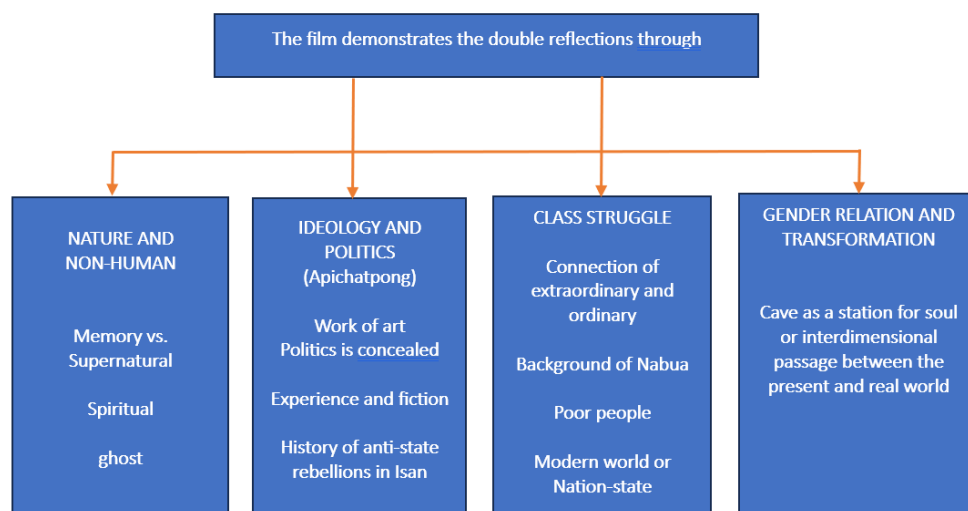 The film demonstrates the double reflections through
NATURE AND
NON-HUMAN
Memory vs.
Supernatural
Spiritual
ghost
IDEOLOGY AND
POLITICS
(Apichatpong)
Work of art
Politics is concealed
Experience and fiction
History of anti-state
rebellions in Isan
CLASS STRUGGLE
Connection of
extraordinary and
ordinary
Background of Nabua
Poor people
Modern world or
Nation-state
GENDER RELATION AND
TRANSFORMATION
Cave as a station for soul
or interdimensional
passage between the
present and real world